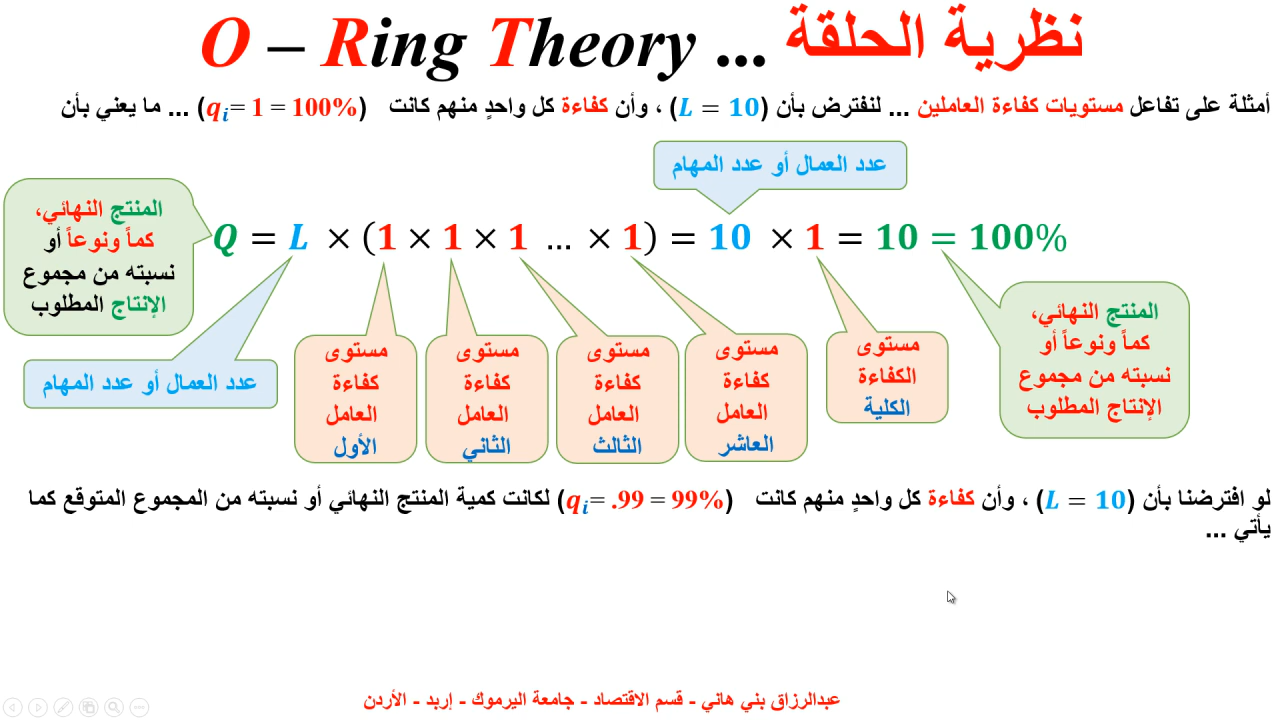 نظرية الحلقة ... O – Ring Theory
أمثلة على تفاعل مستويات كفاءة العاملين ... لنفترض بأن (L = 10) ، وأن كفاءة كل واحدٍ منهم كانت (qᵢ= 1 = 100%) ... ما يعني بأن
عدد العمال أو عدد المهام
المنتج النهائي،
كماً ونوعاً أو
نسبته من مجموع
الإنتاج المطلوب
Q = L × (1 × 1 × 1 ... × 1) = 10 × 1 = 10 = 100%
المنتج النهائي،
كماً ونوعاً أو
نسبته من مجموع
الإنتاج المطلوب
عدد العمال أو عدد المهام
مستوى
كفاءة
العامل
الأول
مستوى
كفاءة
العامل
الثاني
مستوى
كفاءة
العامل
الثالث
مستوى
كفاءة
العامل
العاشر
مستوى
الكفاءة
الكلية
لو افترضنا بأن (L = 10) ، وأن كفاءة كل واحدٍ منهم كانت (qᵢ= .99 = 99%) لكانت كمية المنتج النهائي أو نسبته من المجموع المتوقع كما
يأتي ...
عبدالرزاق بني هاني - قسم الاقتصاد - جامعة اليرموك - إربد - الأردن